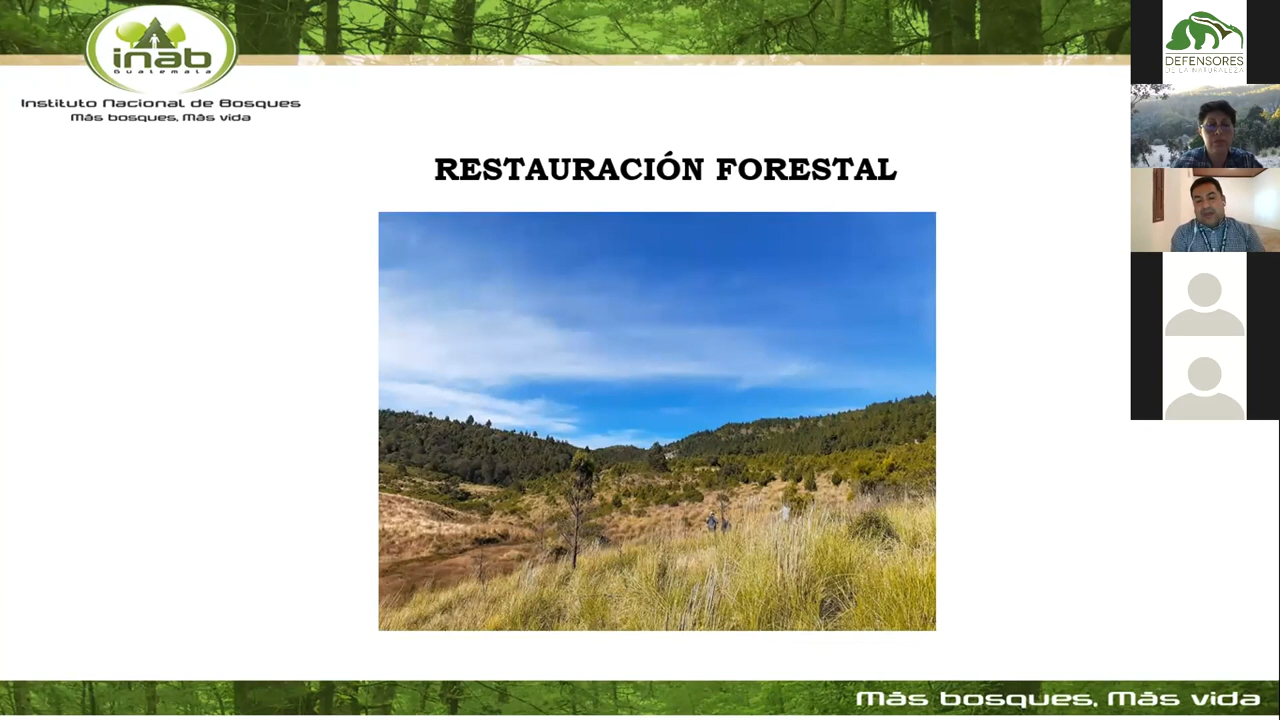 inab
Guatemala
Instituto Nacional de Bosques
Más bosques, Más vida
RESTAURACIÓN FORESTAL
DEFENSORES
DE LA NATURALEZA
Más bosques, Más vida